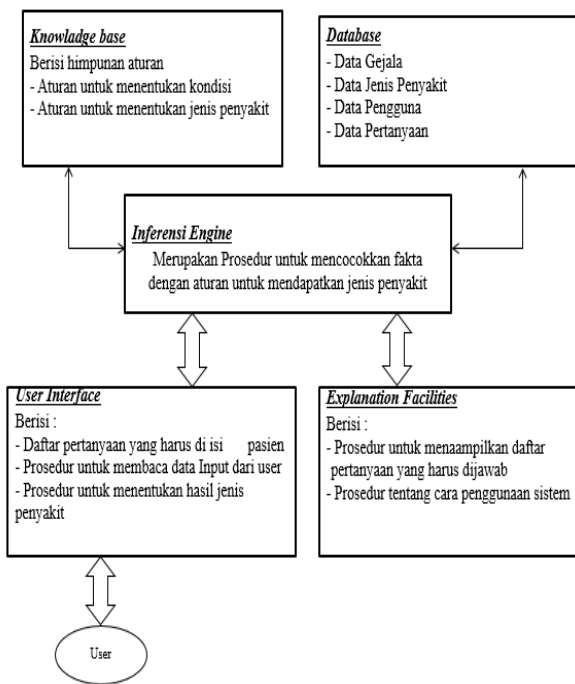 Knowladge base
Berisi himpunan aturan
- Aturan untuk menentukan kondisi
- Aturan untuk menentukan jenis penyakit
Database
- Data Gejala
- Data Jenis Penyakit
- Data Pengguna
- Data Pertanyaan
Inferensi Engine
Merupakan Prosedur untuk mencocokkan fakta
dengan aturan untuk mendapatkan jenis penyakit
User Interface
Berisi :
- Daftar pertanyaan yang harus di isi pasien
- Prosedur untuk membaca data Input dari user
- Prosedur untuk menentukan hasil jenis
penyakit
Explanation Facilities
Berisi :
- Prosedur untuk menaampilkan daftar
pertanyaan yang harus dijawab
- Prosedur tentang cara penggunaan sistem
User